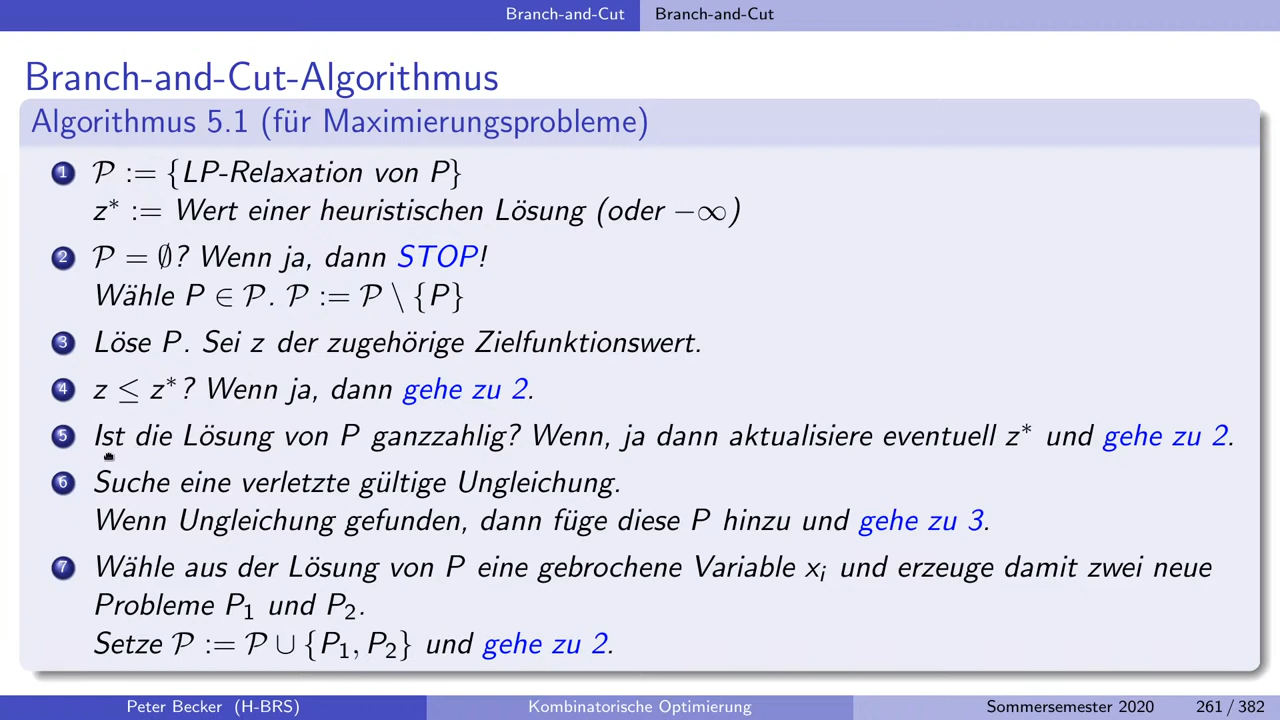 Branch-and-Cut Branch-and-Cut
Branch-and-Cut-Algorithmus
Algorithmus 5.1 (für Maximierungsprobleme)
1 𝒫 := {LP-Relaxation von P}
z* := Wert einer heuristischen Lösung (oder −∞)
2 𝒫 = ∅? Wenn ja, dann STOP!
Wähle P ∈ 𝒫. 𝒫 := 𝒫 \ {P}
3 Löse P. Sei z der zugehörige Zielfunktionswert.
4 z ≤ z*? Wenn ja, dann gehe zu 2.
5 Ist die Lösung von P ganzzahlig? Wenn, ja dann aktualisiere eventuell z* und gehe zu 2.
6 Suche eine verletzte gültige Ungleichung.
Wenn Ungleichung gefunden, dann füge diese P hinzu und gehe zu 3.
7 Wähle aus der Lösung von P eine gebrochene Variable xᵢ und erzeuge damit zwei neue
Probleme P₁ und P₂.
Setze 𝒫 := 𝒫 ∪ {P₁, P₂} und gehe zu 2.
Peter Becker (H-BRS) Kombinatorische Optimierung Sommersemester 2020 261 / 382